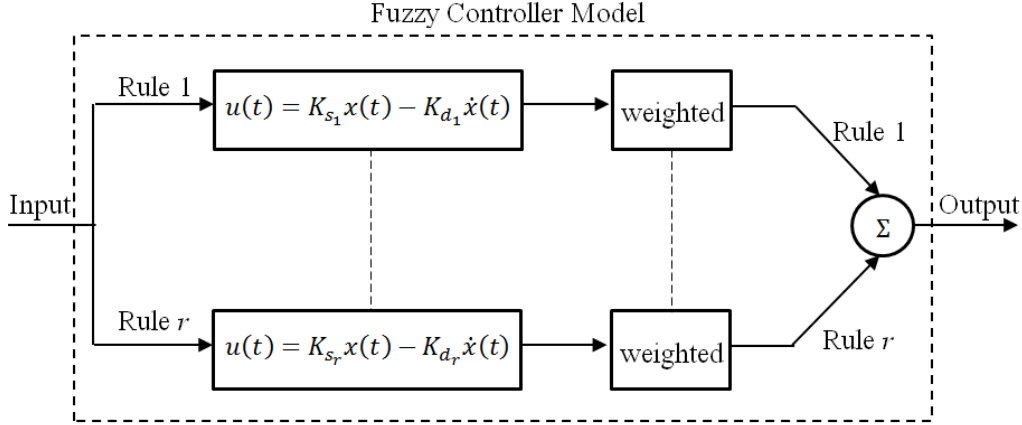 Fuzzy Controller Model
Rule 1
u(t) = K_{s_1}x(t) − K_{d_1}ẋ(t)
weighted
Rule 1
Input
Σ
Output
Rule r
u(t) = K_{s_r}x(t) − K_{d_r}ẋ(t)
weighted
Rule r